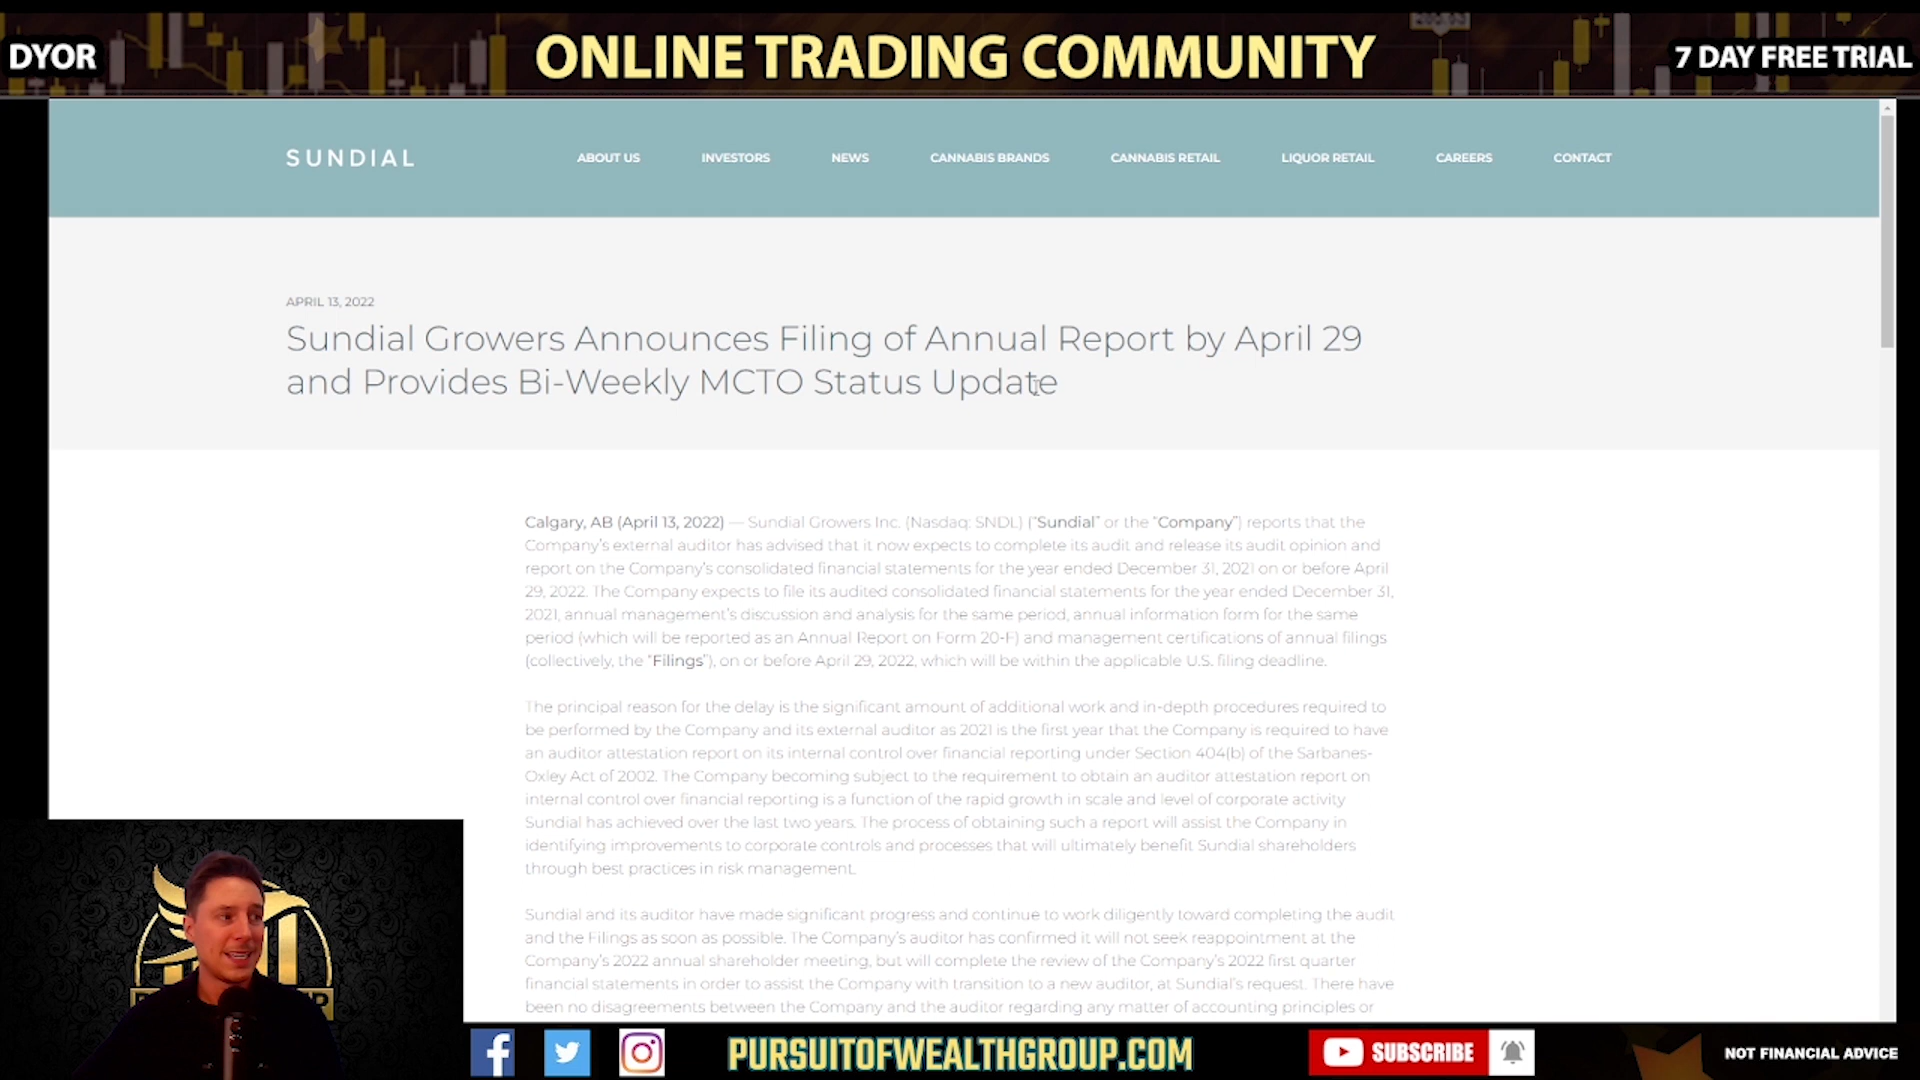 DYOR
ONLINE TRADING COMMUNITY
7 DAY FREE TRIAL
SUNDIAL
ABOUT US
INVESTORS
NEWS
CANNABIS BRANDS
CANNABIS RETAIL
LIQUOR RETAIL
CAREERS
CONTACT
APRIL 13, 2022
Sundial Growers Announces Filing of Annual Report by April 29
and Provides Bi-Weekly MCTO Status Update
Calgary, AB (April 13, 2022) — Sundial Growers Inc. (Nasdaq: SNDL) (“Sundial” or the “Company”) reports that the
Company’s external auditor has advised that it now expects to complete its audit and release its audit opinion and
report on the Company’s consolidated financial statements for the year ended December 31, 2021 on or before April
29, 2022. The Company expects to file its audited consolidated financial statements for the year ended December 31,
2021, annual management’s discussion and analysis for the same period, annual information form for the same
period (which will be reported as an Annual Report on Form 20-F) and management certifications of annual filings
(collectively, the “Filings”), on or before April 29, 2022, which will be within the applicable U.S. filing deadline.
The principal reason for the delay is the significant amount of additional work and in-depth procedures required to
be performed by the Company and its external auditor as 2021 is the first year that the Company is required to have
an auditor attestation report on its internal control over financial reporting under Section 404(b) of the Sarbanes-
Oxley Act of 2002. The Company becoming subject to the requirement to obtain an auditor attestation report on
internal control over financial reporting is a function of the rapid growth in scale and level of corporate activity
Sundial has achieved over the last two years. The process of obtaining such a report will assist the Company in
identifying improvements to corporate controls and processes that will ultimately benefit Sundial shareholders
through best practices in risk management.
Sundial and its auditor have made significant progress and continue to work diligently toward completing the audit
and the Filings as soon as possible. The Company’s auditor has confirmed it will not seek reappointment at the
Company’s 2022 annual shareholder meeting, but will complete the review of the Company’s 2022 first quarter
financial statements in order to assist the Company with transition to a new auditor, at Sundial’s request. There have
been no disagreements between the Company and the auditor regarding any matter of accounting principles or
PURSUITOFWEALTHGROUP.COM
SUBSCRIBE
NOT FINANCIAL ADVICE